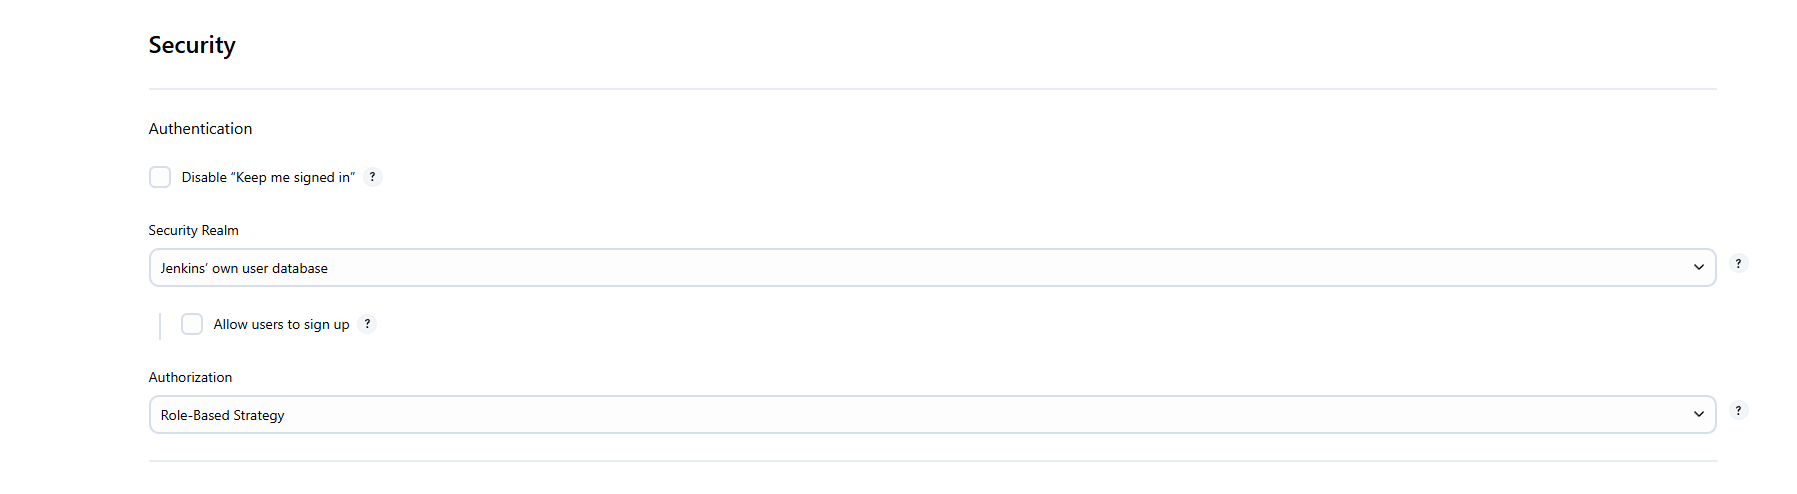 Security
Authentication
Disable “Keep me signed in” ?
Security Realm
Jenkins’ own user database ?
Allow users to sign up ?
Authorization
Role-Based Strategy ?